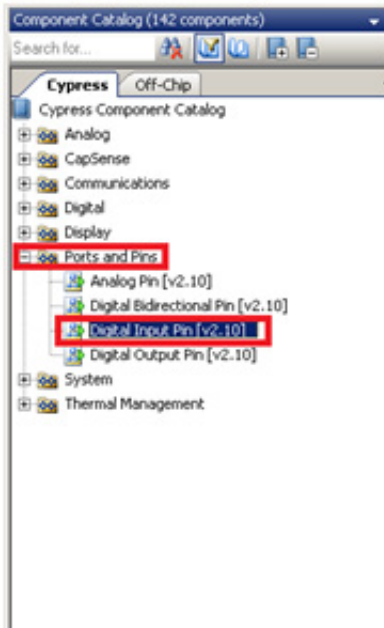 Component Catalog (142 components)
Search for...
Cypress Off-Chip
Cypress Component Catalog
Analog
CapSense
Communications
Digital
Display
Ports and Pins
Analog Pin [v2.10]
Digital Bidirectional Pin [v2.10]
Digital Input Pin [v2.10]
Digital Output Pin [v2.10]
System
Thermal Management